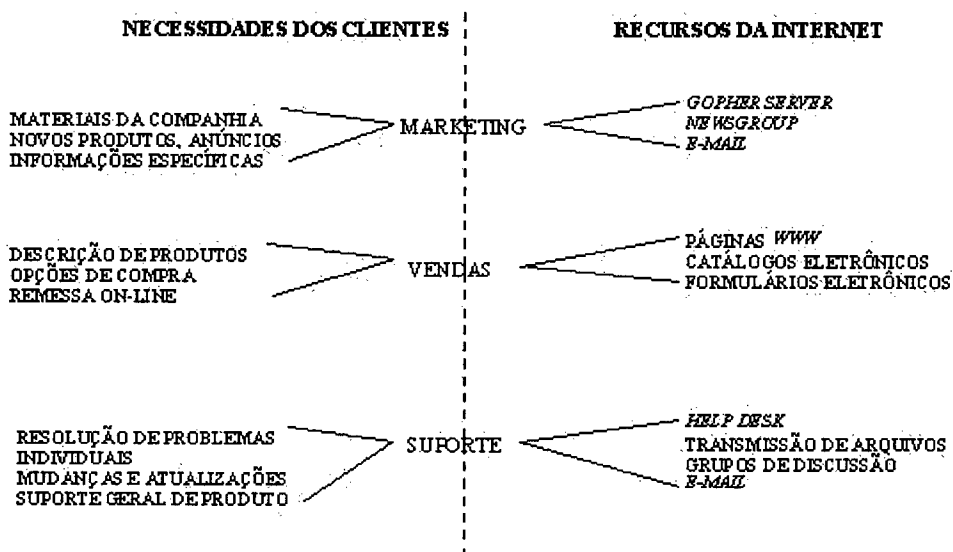 NECESSIDADES DOS CLIENTES
RECURSOS DA INTERNET
MATERIAIS DA COMPANHIA
NOVOS PRODUTOS, ANÚNCIOS
INFORMAÇÕES ESPECÍFICAS
MARKETING
GOPHER SERVER
NEWSGROUP
E-MAIL
DESCRIÇÃO DE PRODUTOS
OPÇÕES DE COMPRA
REMESSA ON-LINE
VENDAS
PÁGINAS WWW
CATÁLOGOS ELETRÔNICOS
FORMULÁRIOS ELETRÔNICOS
RESOLUÇÃO DE PROBLEMAS
INDIVIDUAIS
MUDANÇAS E ATUALIZAÇÕES
SUPORTE GERAL DE PRODUTO
SUPORTE
HELP DESK
TRANSMISSÃO DE ARQUIVOS
GRUPOS DE DISCUSSÃO
E-MAIL